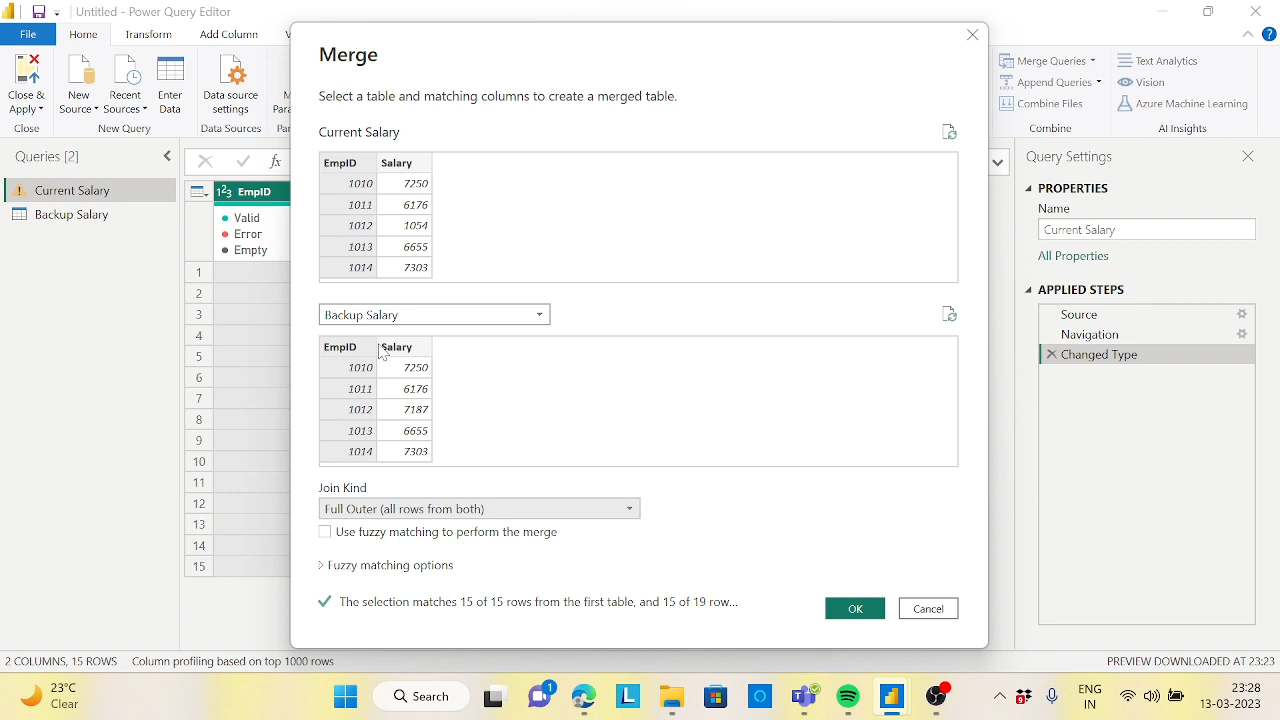 Untitled - Power Query Editor
File Home Transform Add Column V
Close & Apply
New Source
Recent Sources
Enter Data
Data source settings
M
Para
Close
New Query
Data Sources
Par
Merge Queries
Append Queries
Combine Files
Combine
Text Analytics
Vision
Azure Machine Learning
AI Insights
Queries [2]
Current Salary
Backup Salary
fx
1 2 3 EmpID
Valid
Error
Empty
1
2
3
4
5
6
7
8
9
10
11
12
13
14
15
Merge
Select a table and matching columns to create a merged table.
Current Salary
EmpID Salary
1010 7250
1011 6176
1012 1054
1013 6655
1014 7303
Backup Salary
EmpID Salary
1010 7250
1011 6176
1012 7187
1013 6655
1014 7303
Join Kind
Full Outer (all rows from both)
Use fuzzy matching to perform the merge
Fuzzy matching options
The selection matches 15 of 15 rows from the first table, and 15 of 19 row...
OK Cancel
Query Settings
PROPERTIES
Name
Current Salary
All Properties
APPLIED STEPS
Source
Navigation
Changed Type
2 COLUMNS, 15 ROWS Column profiling based on top 1000 rows
PREVIEW DOWNLOADED AT 23:23
23°C
Clear
Search
1
9
ENG
IN
23:28
13-03-2023